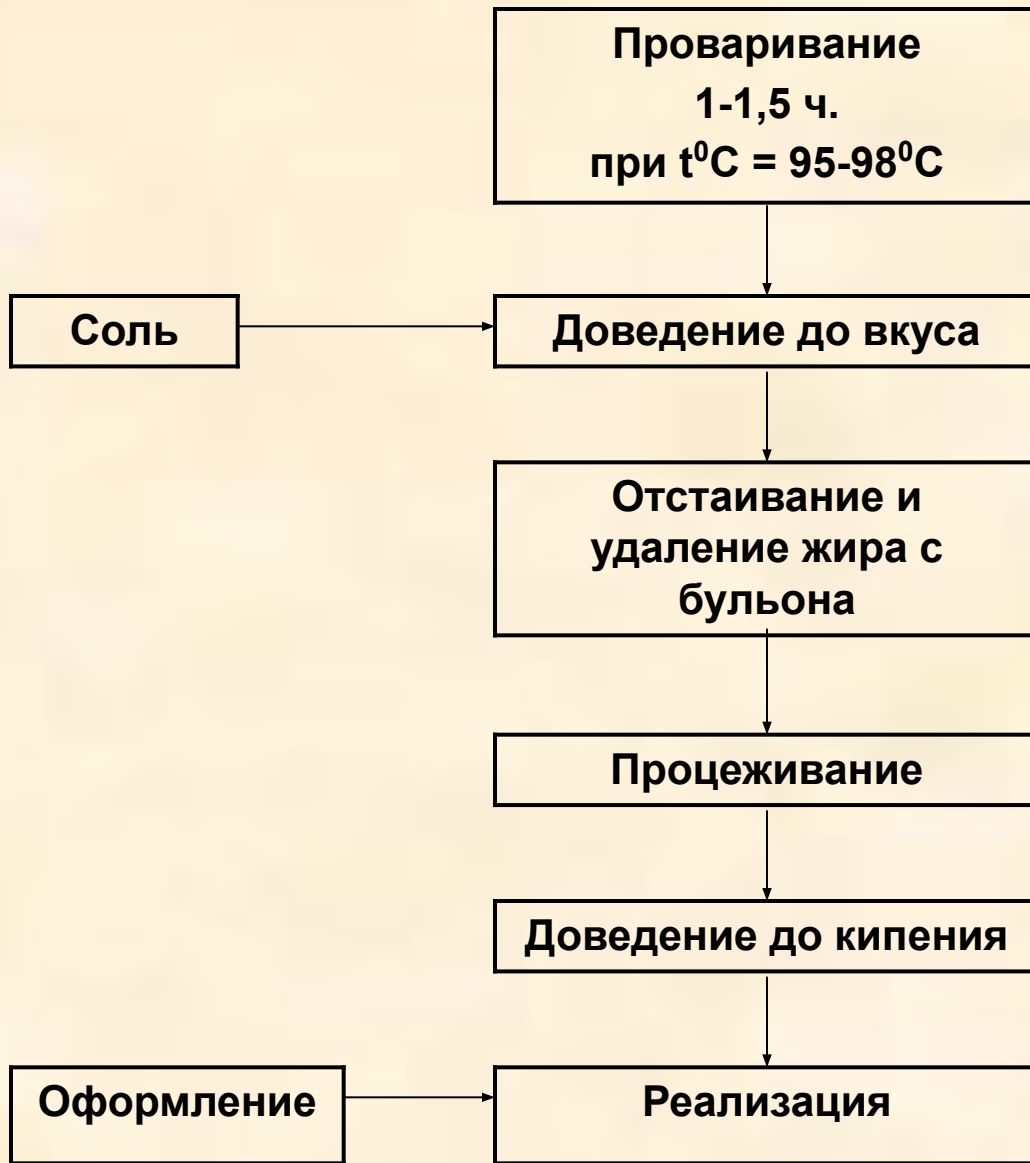 Проваривание
1-1,5 ч.
при t⁰C = 95-98⁰C
Соль
Доведение до вкуса
Отстаивание и
удаление жира с
бульона
Процеживание
Доведение до кипения
Оформление
Реализация